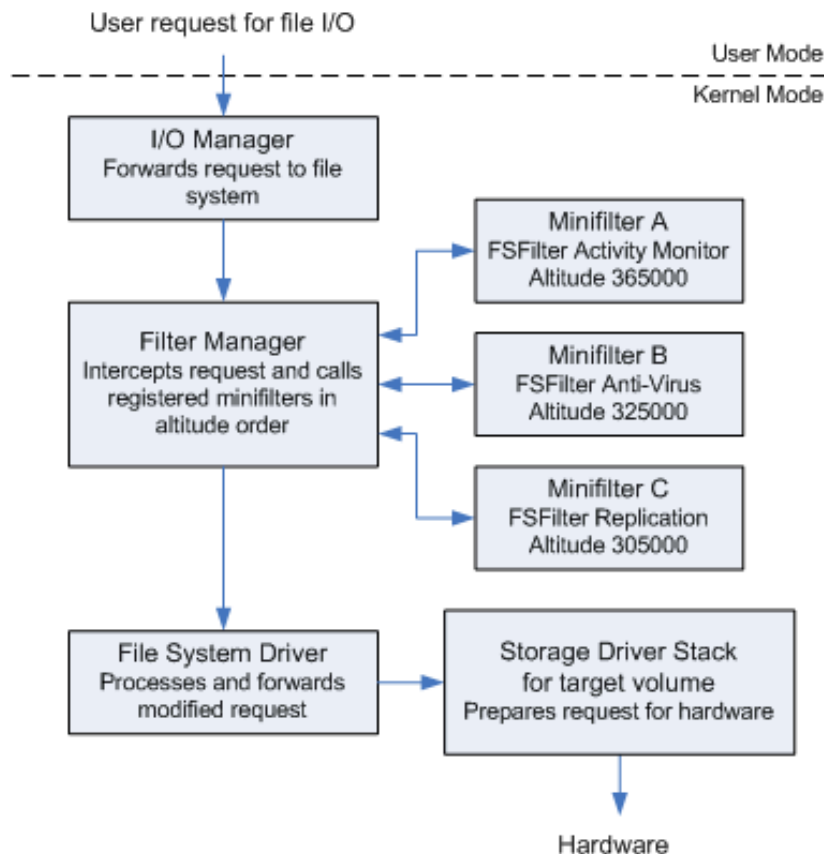 User request for file I/O
User Mode
Kernel Mode
I/O Manager
Forwards request to file
system
Minifilter A
FSFilter Activity Monitor
Altitude 365000
Filter Manager
Intercepts request and calls
registered minifilters in
altitude order
Minifilter B
FSFilter Anti-Virus
Altitude 325000
Minifilter C
FSFilter Replication
Altitude 305000
File System Driver
Processes and forwards
modified request
Storage Driver Stack
for target volume
Prepares request for hardware
Hardware